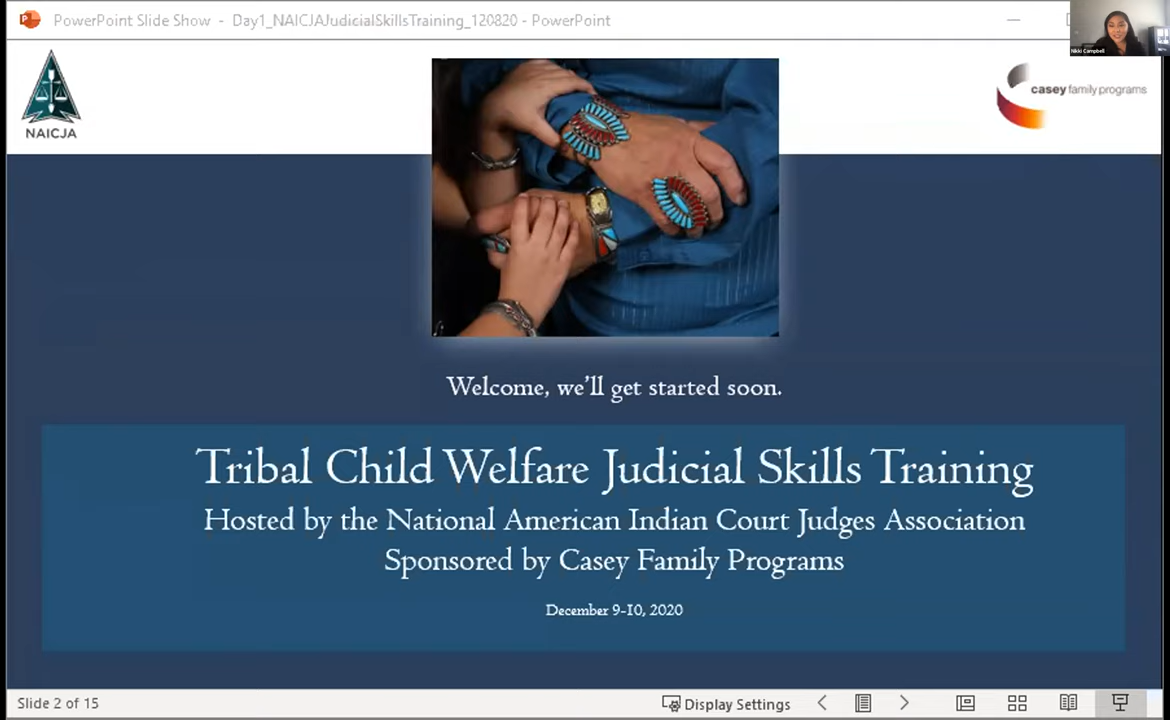 PowerPoint Slide Show - Day1_NAICJAJudicialSkillsTraining_120820 - PowerPoint
Nikki Campbell
NAICJA
casey family programs
Welcome, we'll get started soon.
Tribal Child Welfare Judicial Skills Training
Hosted by the National American Indian Court Judges Association
Sponsored by Casey Family Programs
December 9-10, 2020
Slide 2 of 15
Display Settings